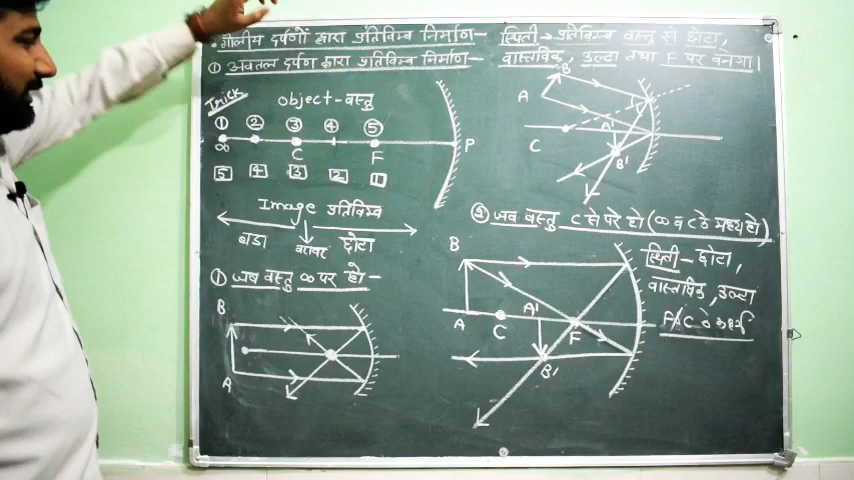 • गोलीय दर्पणों द्वारा प्रतिबिम्ब निर्माण-
① अवतल दर्पण द्वारा प्रतिबिम्ब निर्माण-
Trick
object - वस्तु
① ② ③ ④ ⑤
∞ C F P
5 4 3 2 1
Image प्रतिबिम्ब
बडा बराबर छोटा
① जब वस्तु ∞ पर हो -
B
A
स्थिती → प्रतिबिम्ब वस्तु से छोटा,
वास्तविक, उल्टा तथा F पर बनेगा।
B
A
C A'
B'
② जब वस्तु C से परे हो (∞ व C के मध्य हो)
B
A C A' F
B'
स्थिती - छोटा,
वास्तविक, उल्टा
F व C के मध्य